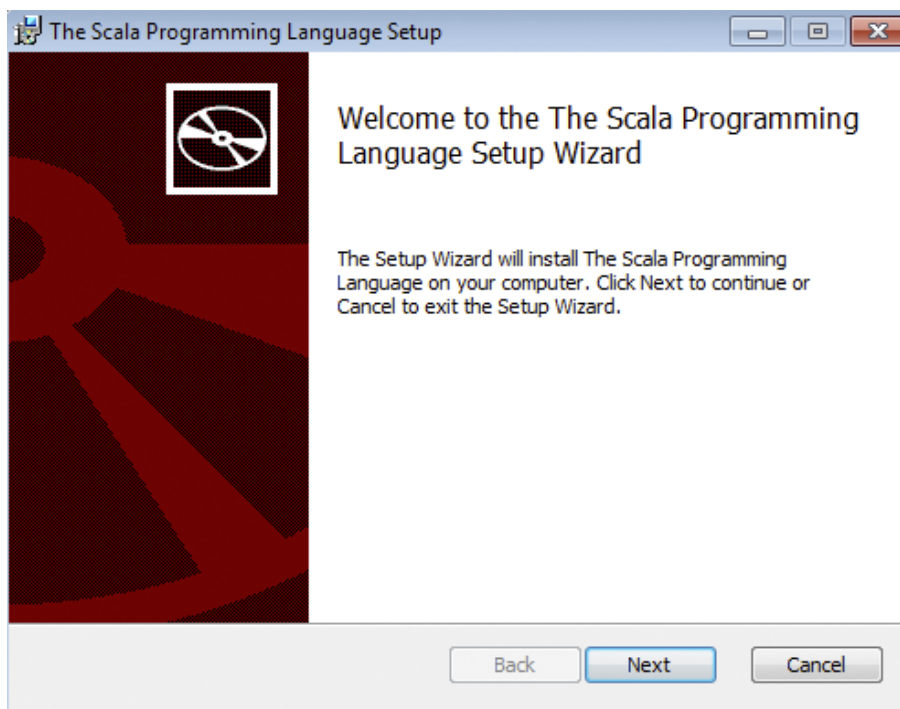 The Scala Programming Language Setup
Welcome to the The Scala Programming
Language Setup Wizard
The Setup Wizard will install The Scala Programming
Language on your computer. Click Next to continue or
Cancel to exit the Setup Wizard.
Back Next Cancel